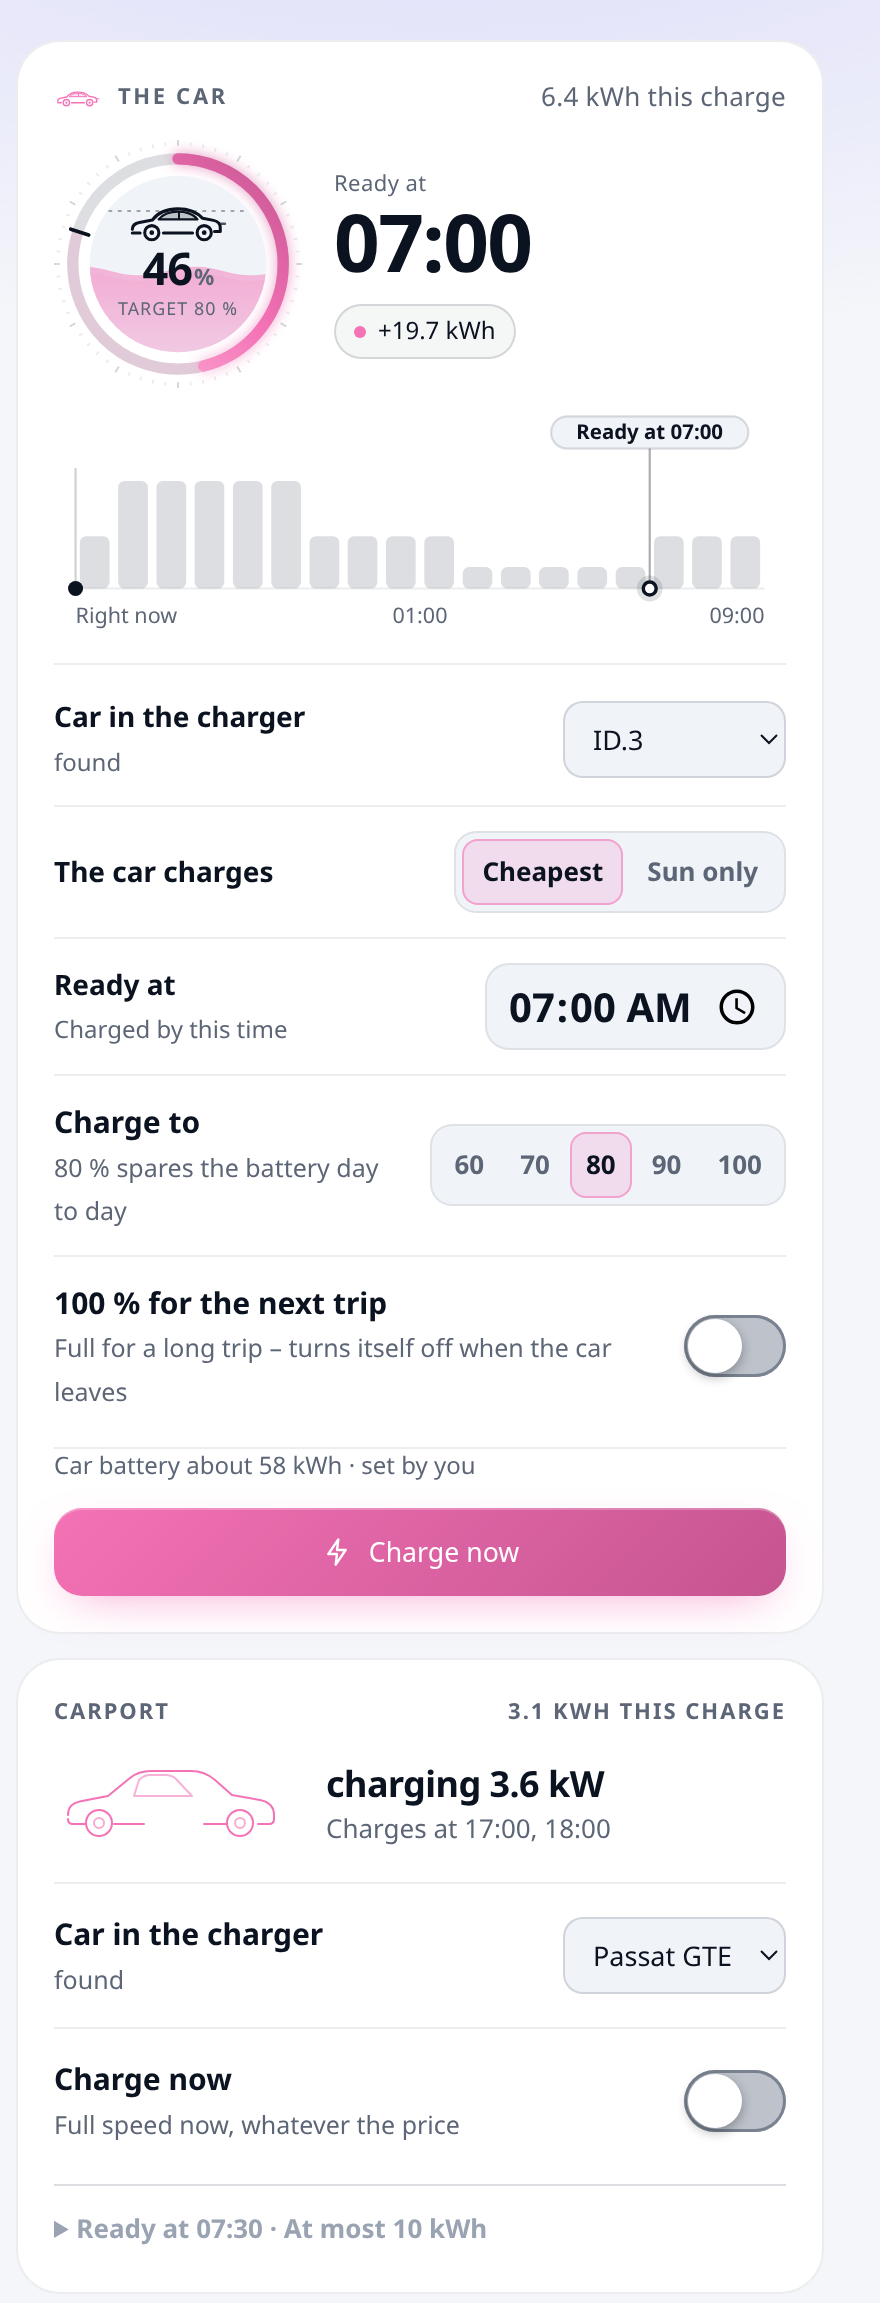 THE CAR
6.4 kWh this charge
46%
TARGET 80 %
Ready at
07:00
+19.7 kWh
Ready at 07:00
Right now
01:00
09:00
Car in the charger
found
ID.3
The car charges
Cheapest
Sun only
Ready at
Charged by this time
07:00 AM
Charge to
80 % spares the battery day
to day
60
70
80
90
100
100 % for the next trip
Full for a long trip – turns itself off when the car
leaves
Car battery about 58 kWh · set by you
Charge now
CARPORT
3.1 KWH THIS CHARGE
charging 3.6 kW
Charges at 17:00, 18:00
Car in the charger
found
Passat GTE
Charge now
Full speed now, whatever the price
Ready at 07:30 · At most 10 kWh